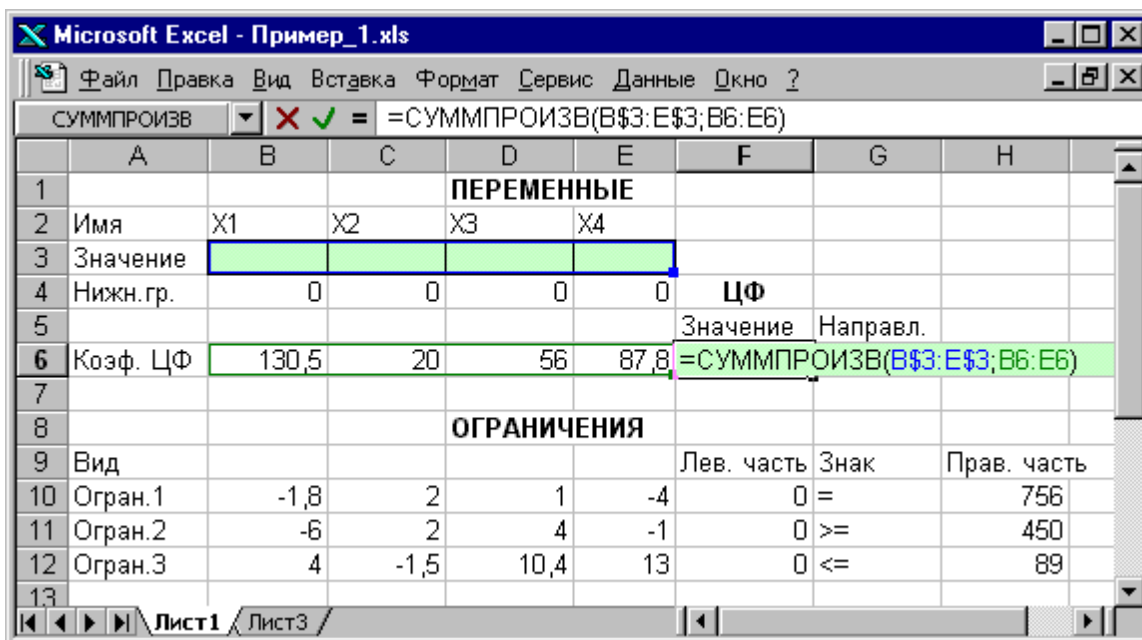 Microsoft Excel - Пример_1.xls
Файл Правка Вид Вставка Формат Сервис Данные Окно ?
СУММПРОИЗВ = =СУММПРОИЗВ(B$3:E$3;B6:E6)
A B C D E F G H
1 ПЕРЕМЕННЫЕ
2 Имя X1 X2 X3 X4
3 Значение
4 Нижн.гр. 0 0 0 0 ЦФ
5 Значение Направл.
6 Коэф. ЦФ 130,5 20 56 87,8 =СУММПРОИЗВ(B$3:E$3;B6:E6)
7
8 ОГРАНИЧЕНИЯ
9 Вид Лев. часть Знак Прав. часть
10 Огран.1 -1,8 2 1 -4 0 = 756
11 Огран.2 -6 2 4 -1 0 >= 450
12 Огран.3 4 -1,5 10,4 13 0 <= 89
13
Лист1 Лист3